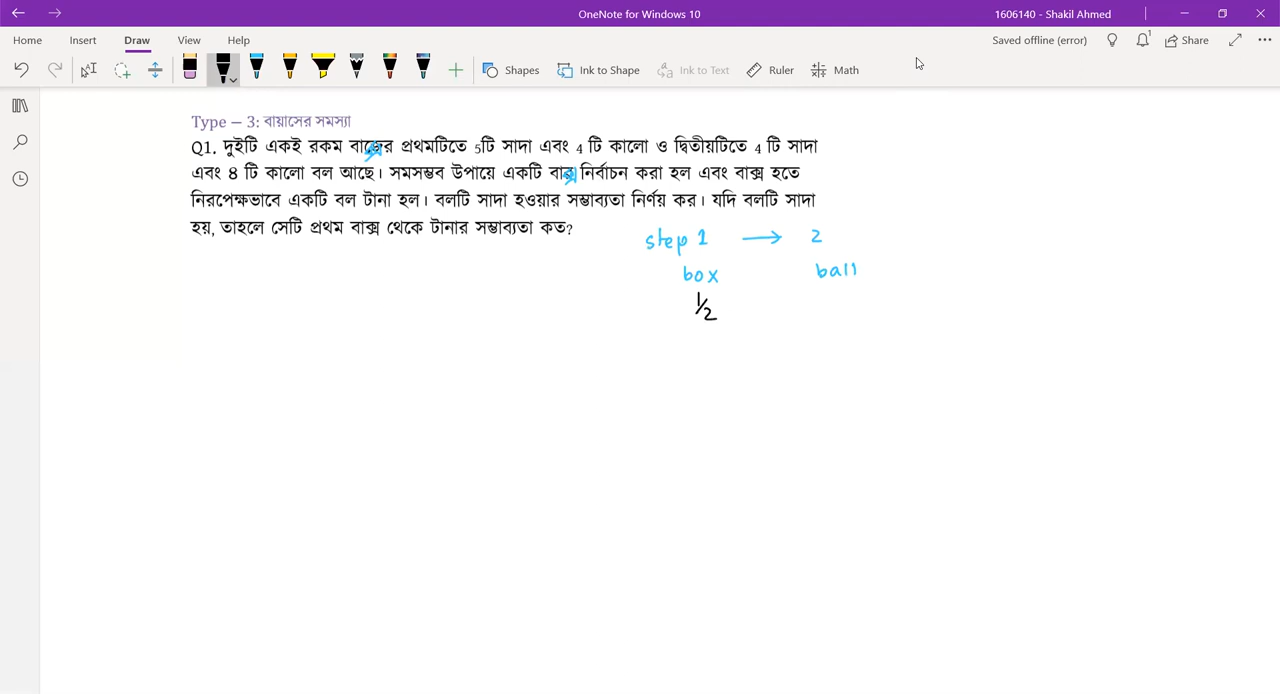 OneNote for Windows 10
1606140 - Shakil Ahmed
Home Insert Draw View Help
Saved offline (error) 1 Share
Shapes Ink to Shape Ink to Text Ruler Math
Type – 3: বায়াসের সমস্যা
Q1. দুইটি একই রকম বাক্সের প্রথমটিতে 5টি সাদা এবং 4 টি কালো ও দ্বিতীয়টিতে 4 টি সাদা
এবং ৪ টি কালো বল আছে। সমসম্ভব উপায়ে একটি বাক্স নির্বাচন করা হল এবং বাক্স হতে
নিরপেক্ষভাবে একটি বল টানা হল। বলটি সাদা হওয়ার সম্ভাব্যতা নির্ণয় কর। যদি বলটি সাদা
হয়, তাহলে সেটি প্রথম বাক্স থেকে টানার সম্ভাব্যতা কত?
step 1 → 2
box ball
1/2